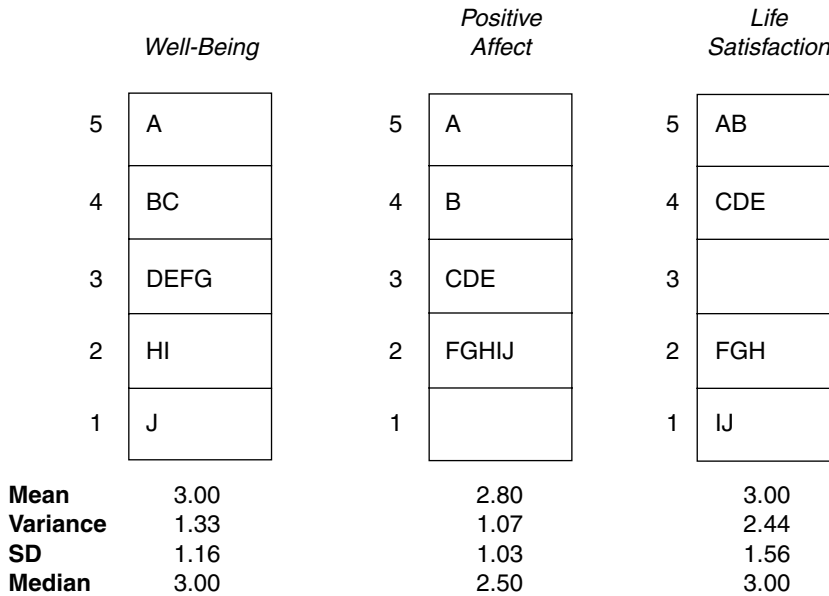 Positive Life
Well-Being Affect Satisfaction
5 A 5 A 5 AB
4 BC 4 B 4 CDE
3 DEFG 3 CDE 3
2 HI 2 FGHIJ 2 FGH
1 J 1 1 IJ
Mean 3.00 2.80 3.00
Variance 1.33 1.07 2.44
SD 1.16 1.03 1.56
Median 3.00 2.50 3.00